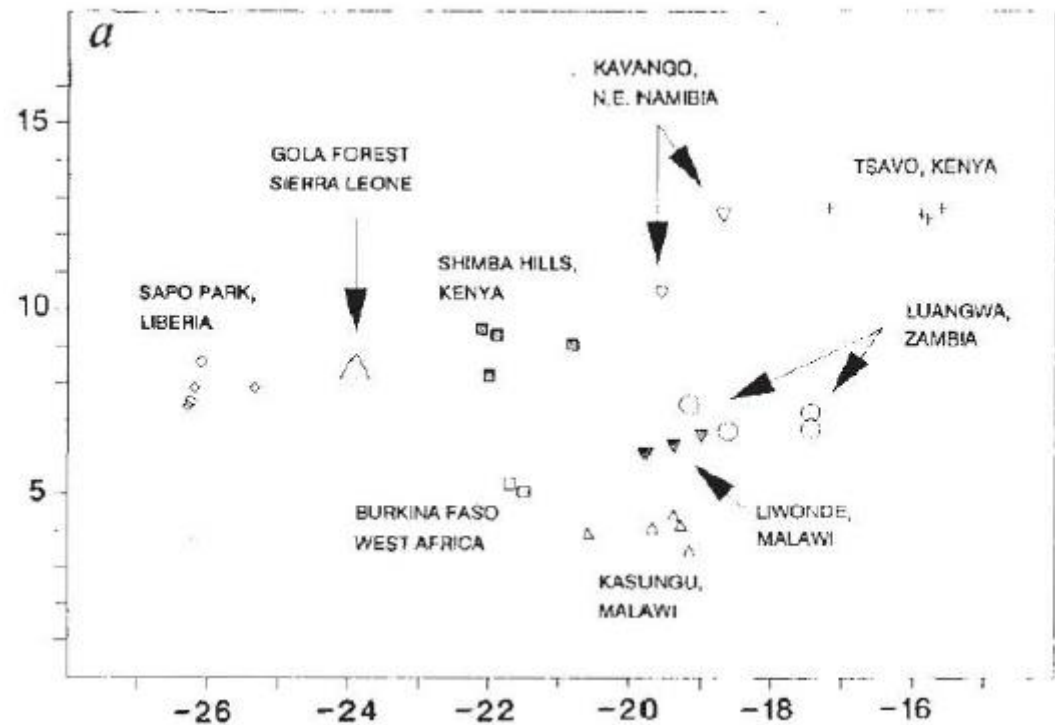 a
KAVANGO,
N.E. NAMIBIA
15
GOLA FOREST
SIERRA LEONE
TSAVO, KENYA
SHIMBA HILLS,
KENYA
SAPO PARK,
LIBERIA
10
LUANGWA,
ZAMBIA
5
BURKINA FASO
WEST AFRICA
LIWONDE,
MALAWI
KASUNGU,
MALAWI
-26 -24 -22 -20 -18 -16